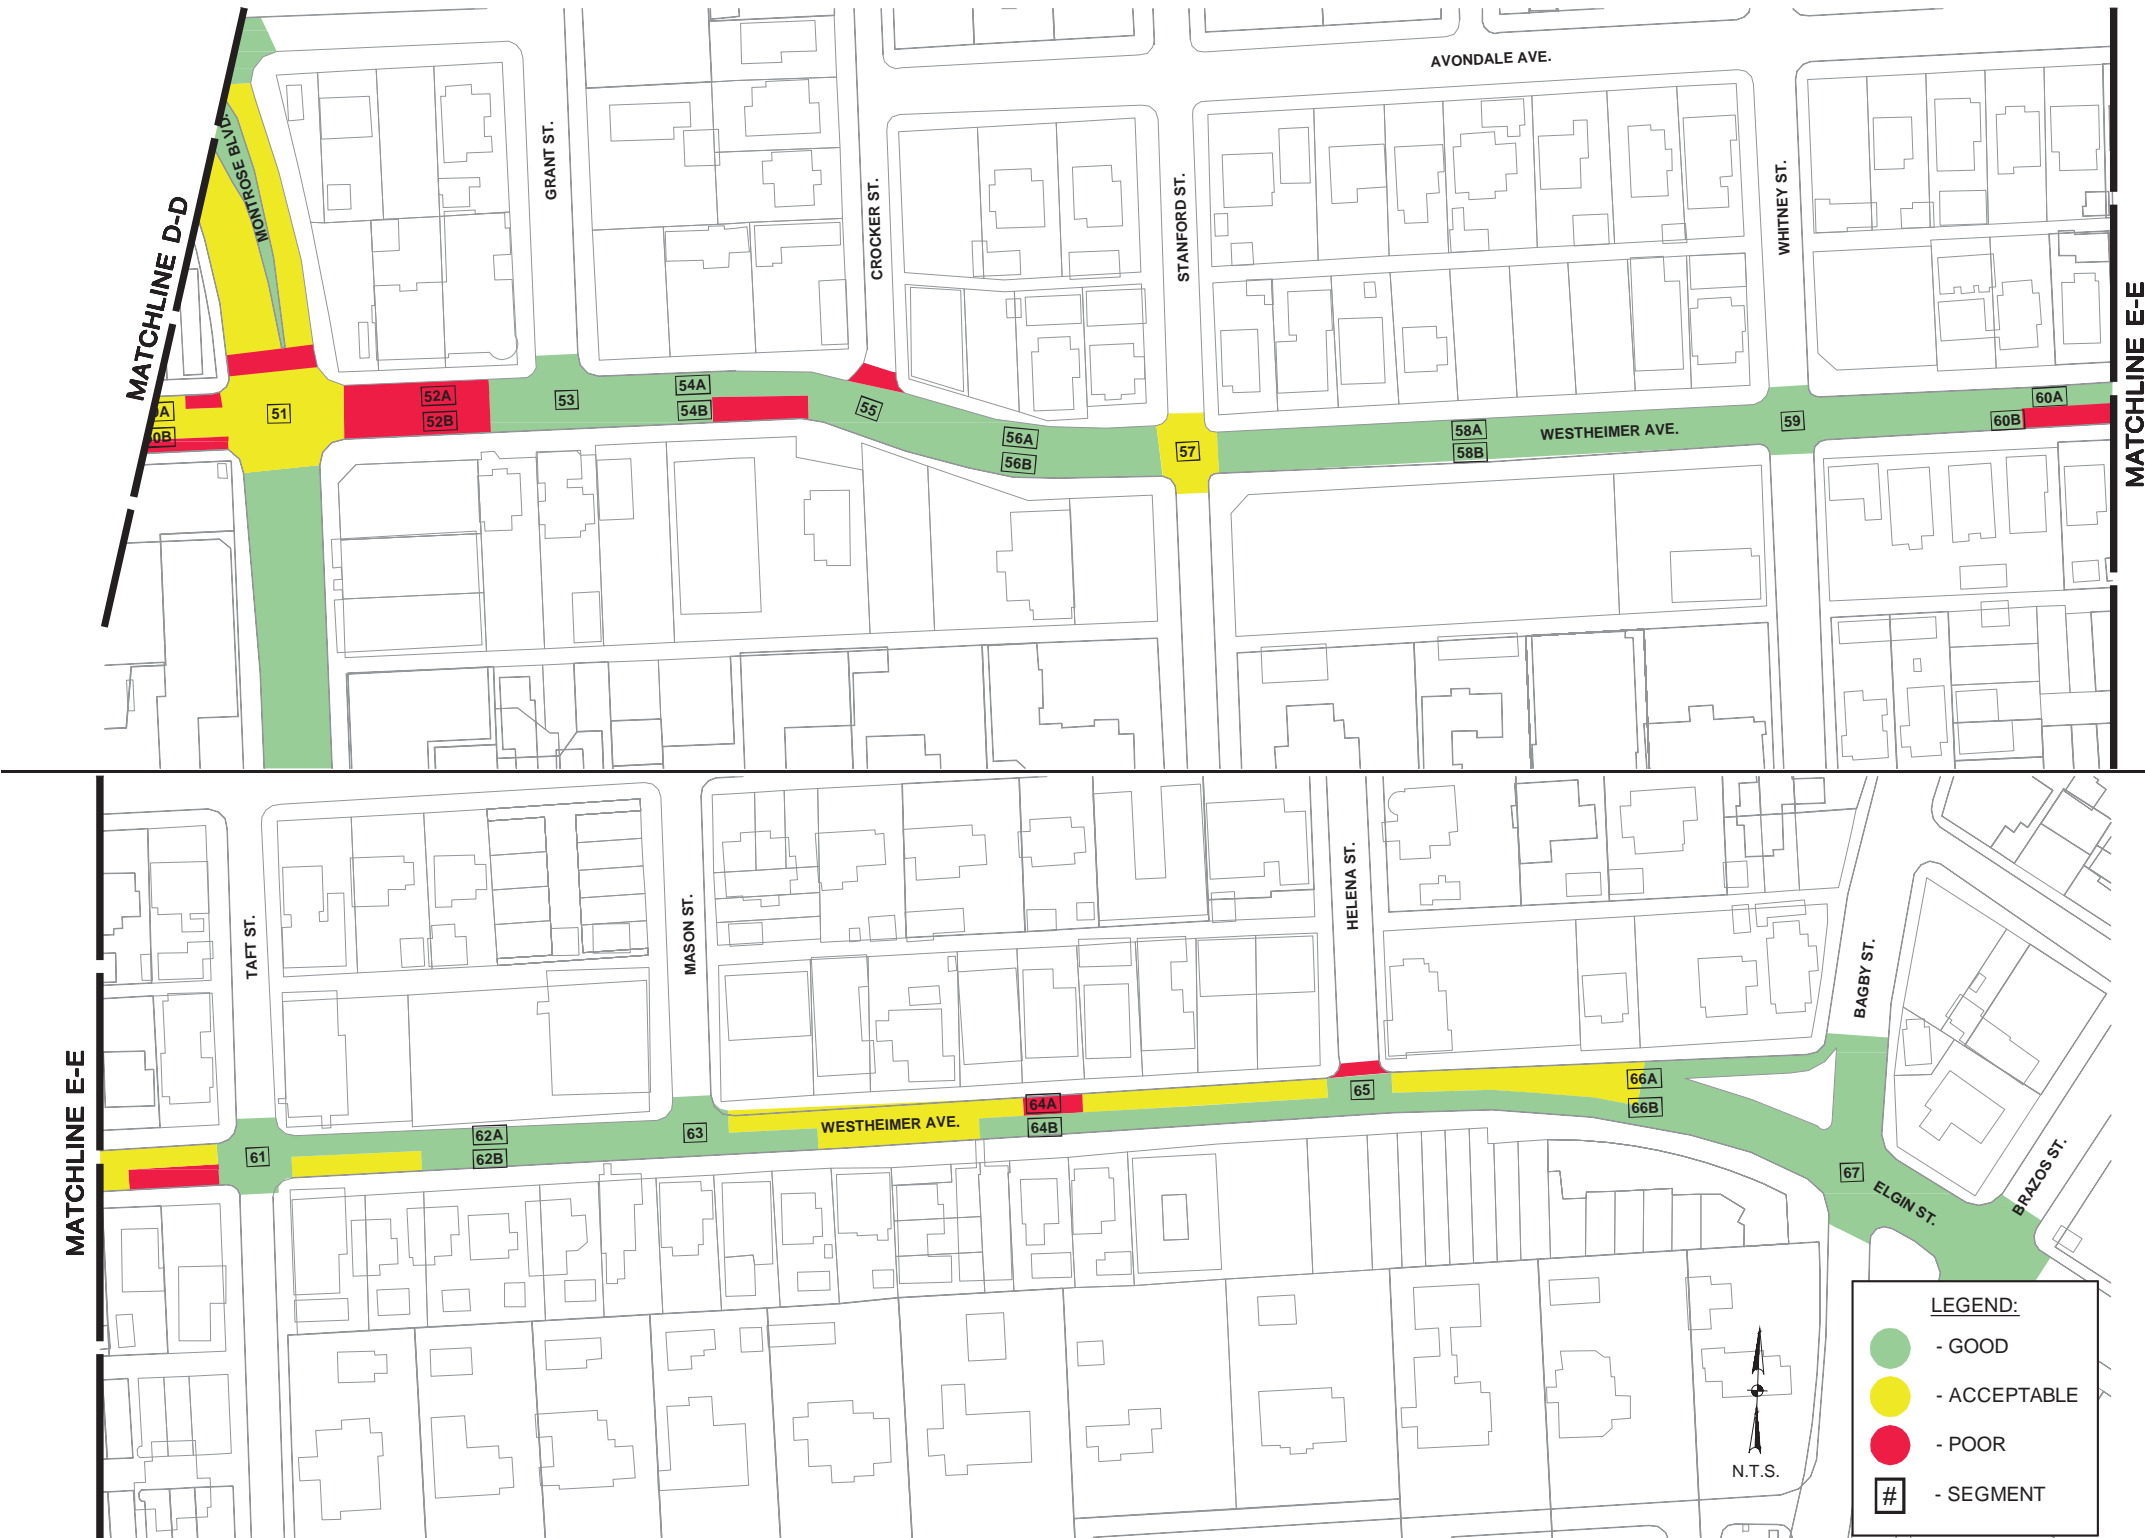 AVONDALE AVE.
GRANT ST.
CROCKER ST.
STANFORD ST.
WHITNEY ST.
MONTROSE BLVD.
MATCHLINE D-D
MATCHLINE E-E
0A
50B
51
52A
52B
53
54A
54B
55
56A
56B
57
58A
58B
WESTHEIMER AVE.
59
60A
60B
MATCHLINE E-E
TAFT ST.
MASON ST.
HELENA ST.
BAGBY ST.
BRAZOS ST.
ELGIN ST.
61
62A
62B
63
WESTHEIMER AVE.
64A
64B
65
66A
66B
67
N.T.S.
LEGEND:
- GOOD
- ACCEPTABLE
- POOR
# - SEGMENT